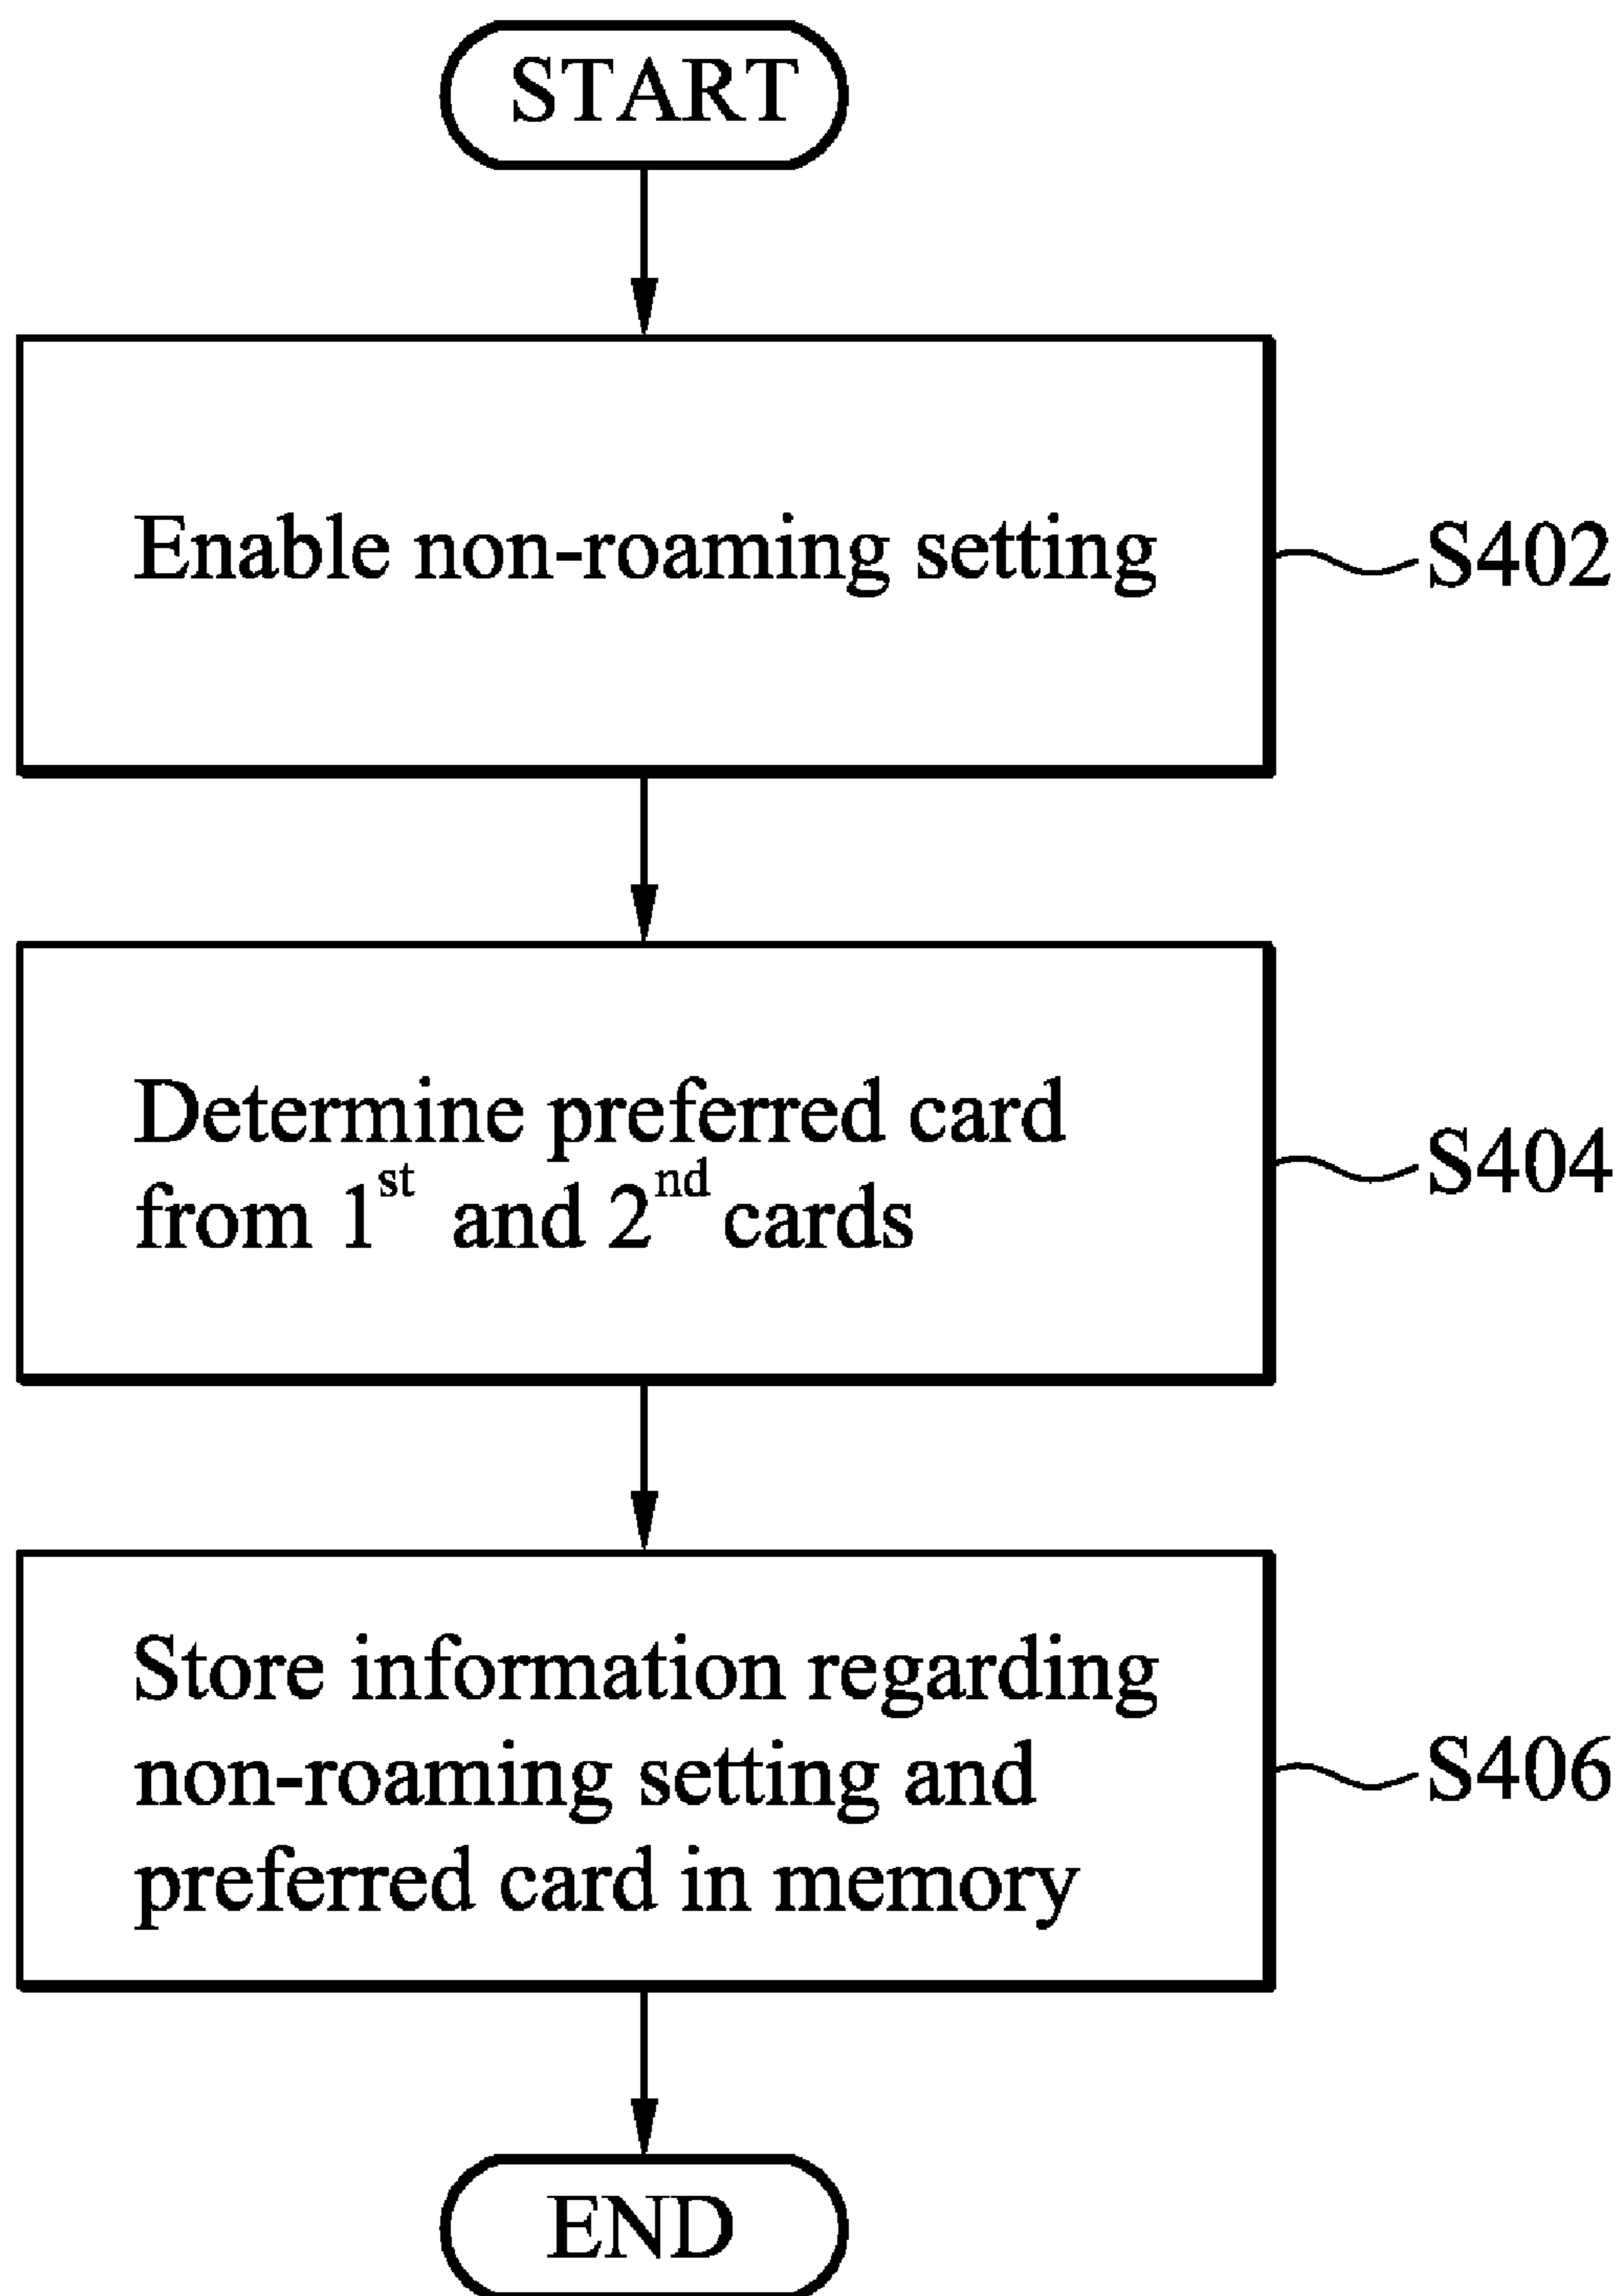 START
Enable non-roaming setting
S402
Determine preferred card
from 1st and 2nd cards
S404
Store information regarding
non-roaming setting and
preferred card in memory
S406
END